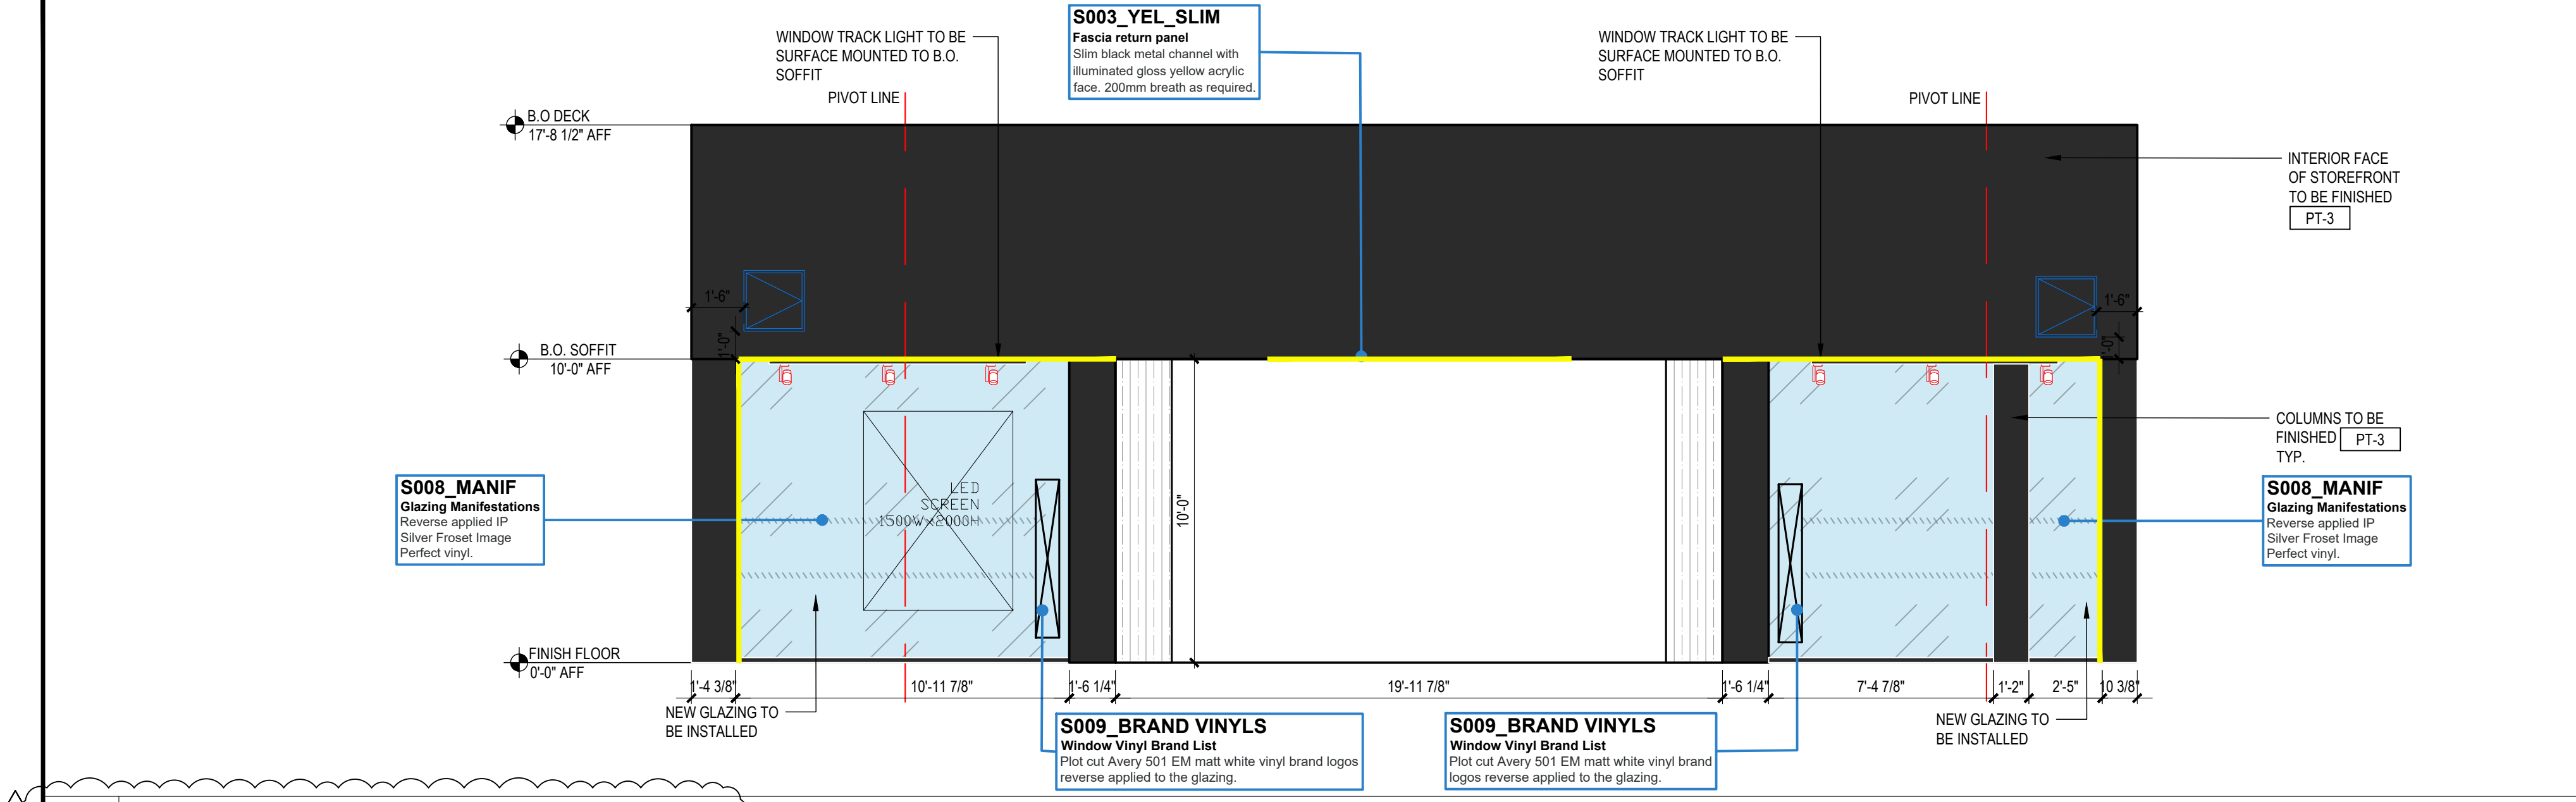 S003_YEL_SLIM
Fascia return panel
Slim black metal channel with
illuminated gloss yellow acrylic
face. 200mm breath as required.
WINDOW TRACK LIGHT TO BE
SURFACE MOUNTED TO B.O.
SOFFIT
WINDOW TRACK LIGHT TO BE
SURFACE MOUNTED TO B.O.
SOFFIT
PIVOT LINE
PIVOT LINE
B.O DECK
17'-8 1/2" AFF
INTERIOR FACE
OF STOREFRONT
TO BE FINISHED
PT-3
1'-6"
1'-6"
1'-0"
1'-0"
B.O. SOFFIT
10'-0" AFF
COLUMNS TO BE
FINISHED PT-3
TYP.
S008_MANIF
Glazing Manifestations
Reverse applied IP
Silver Froset Image
Perfect vinyl.
LED
SCREEN
1500W×2000H
10'-0"
S008_MANIF
Glazing Manifestations
Reverse applied IP
Silver Froset Image
Perfect vinyl.
FINISH FLOOR
0'-0" AFF
1'-4 3/8"
10'-11 7/8"
1'-6 1/4"
19'-11 7/8"
1'-6 1/4"
7'-4 7/8"
1'-2"
2'-5"
10 3/8"
NEW GLAZING TO
BE INSTALLED
S009_BRAND VINYLS
Window Vinyl Brand List
Plot cut Avery 501 EM matt white vinyl brand logos
reverse applied to the glazing.
S009_BRAND VINYLS
Window Vinyl Brand List
Plot cut Avery 501 EM matt white vinyl brand
logos reverse applied to the glazing.
NEW GLAZING TO
BE INSTALLED